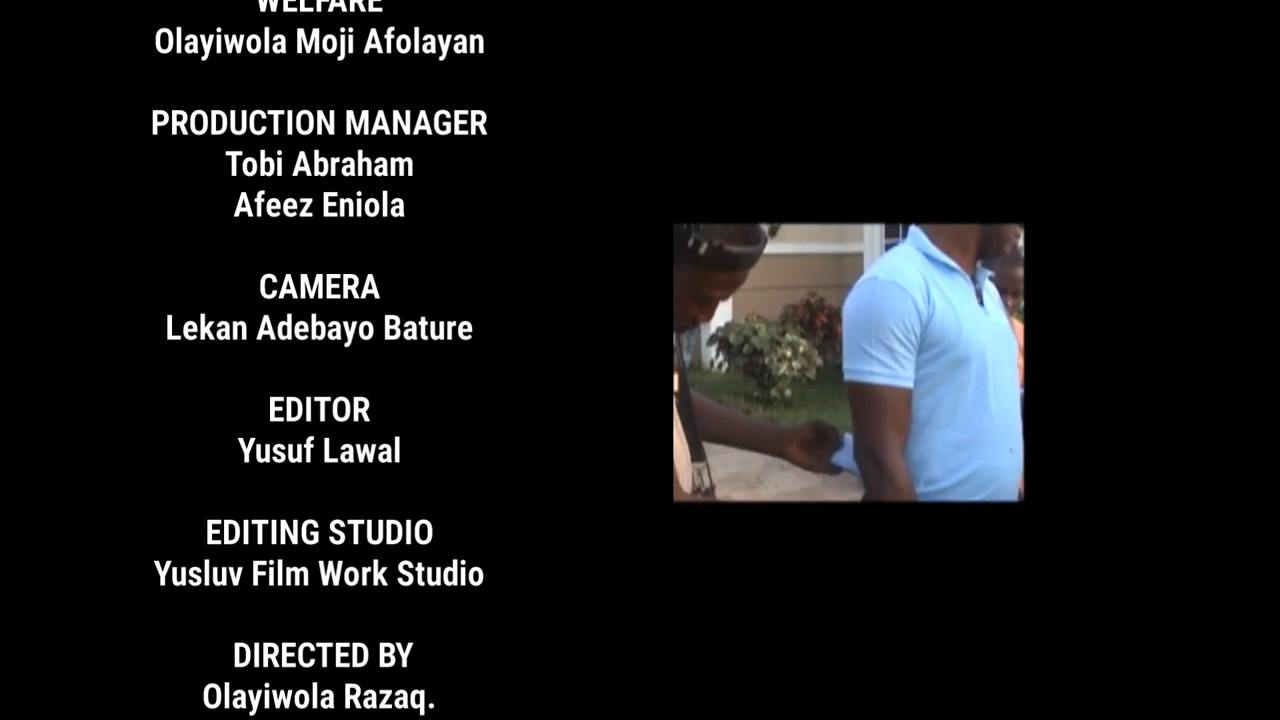 WELFARE
Olayiwola Moji Afolayan
PRODUCTION MANAGER
Tobi Abraham
Afeez Eniola
CAMERA
Lekan Adebayo Bature
EDITOR
Yusuf Lawal
EDITING STUDIO
Yusluv Film Work Studio
DIRECTED BY
Olayiwola Razaq.